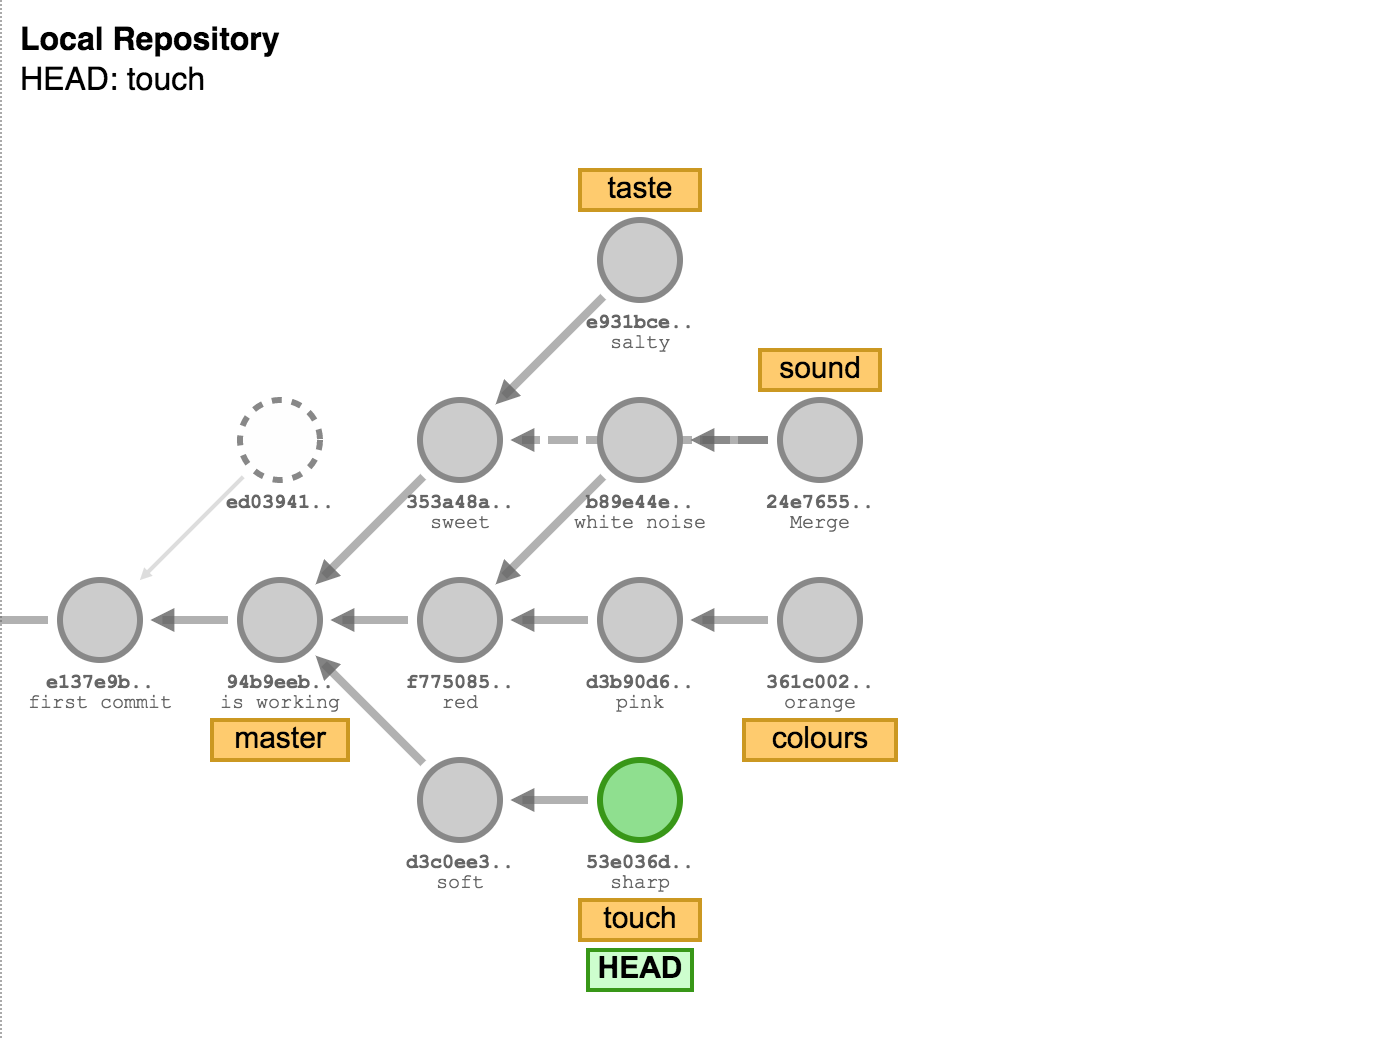 Local Repository
HEAD: touch
taste
e931bce..
salty
sound
ed03941..
353a48a..
sweet
b89e44e..
white noise
24e7655..
Merge
e137e9b..
first commit
94b9eeb..
is working
master
f775085..
red
d3b90d6..
pink
361c002..
orange
colours
d3c0ee3..
soft
53e036d..
sharp
touch
HEAD